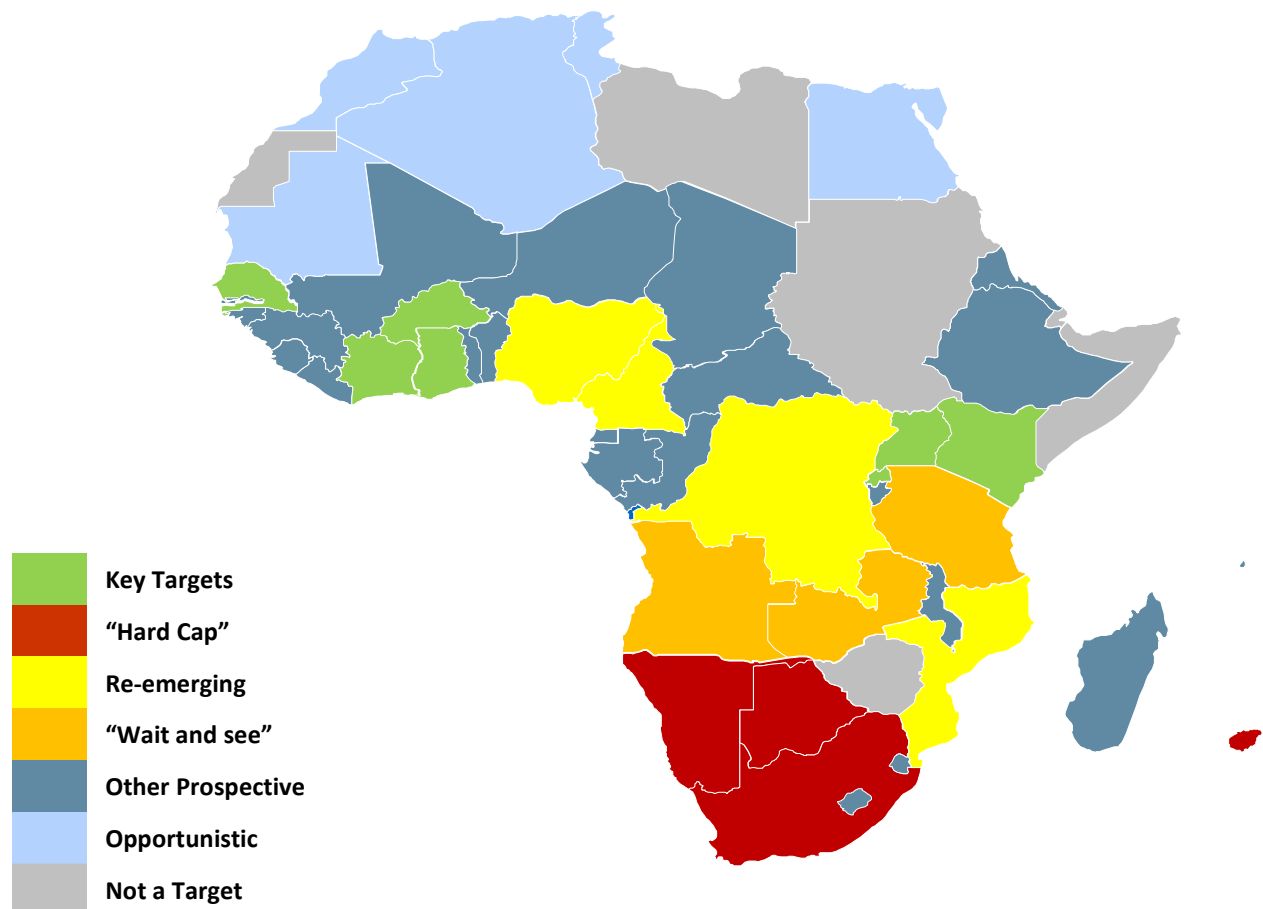 Key Targets
“Hard Cap”
Re-emerging
“Wait and see”
Other Prospective
Opportunistic
Not a Target